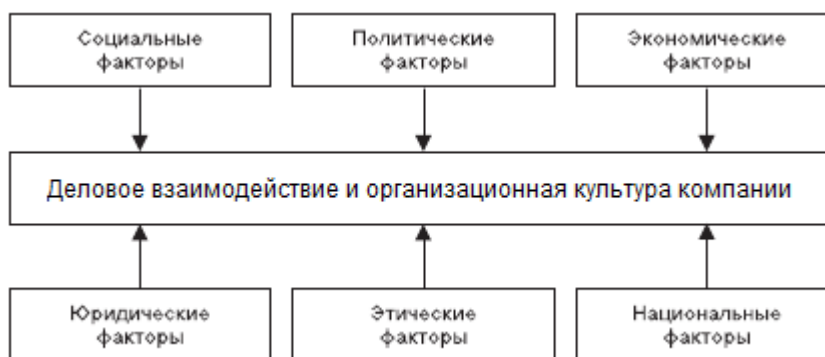 Социальные
факторы
Политические
факторы
Экономические
факторы
Деловое взаимодействие и организационная культура компании
Юридические
факторы
Этические
факторы
Национальные
факторы